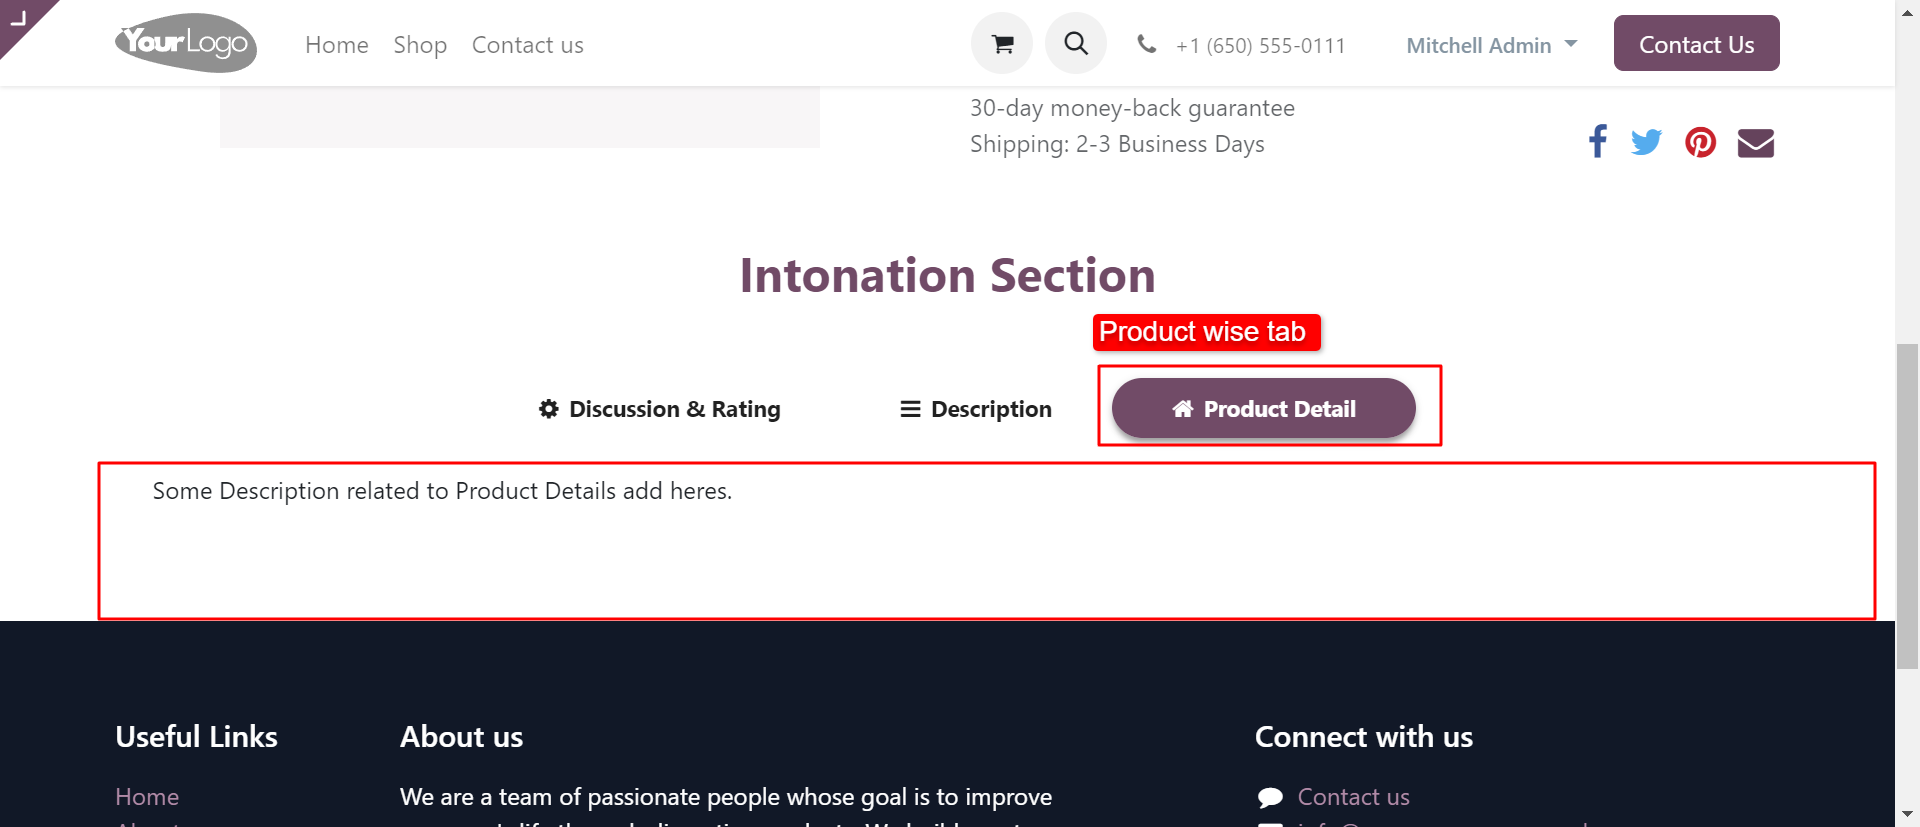 YourLogo
Home Shop Contact us
+1 (650) 555-0111
Mitchell Admin
Contact Us
30-day money-back guarantee
Shipping: 2-3 Business Days
Intonation Section
Product wise tab
Discussion & Rating
Description
Product Detail
Some Description related to Product Details add heres.
Useful Links
Home
About us
We are a team of passionate people whose goal is to improve
Connect with us
Contact us